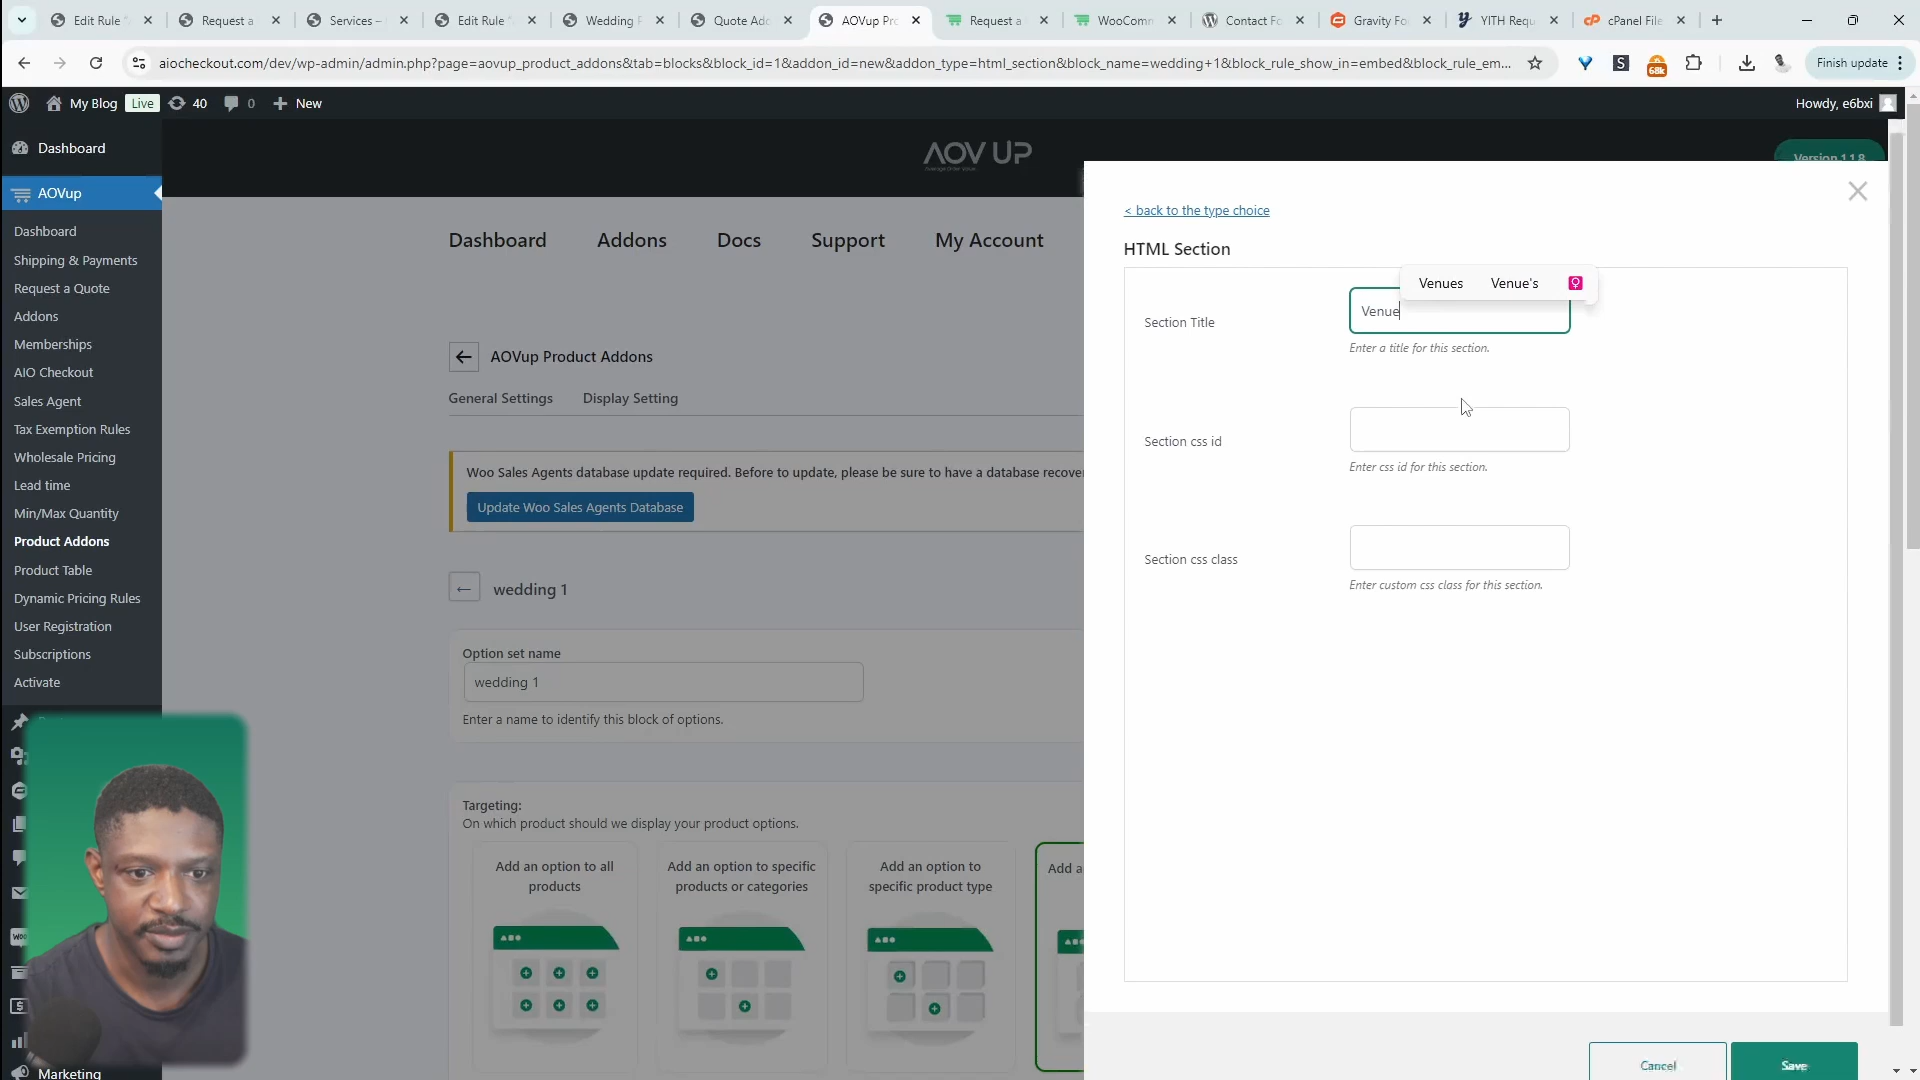 Edit Rule "
Request a
Services –
Edit Rule "
Wedding P
Quote Add
AOVup Pro
Request a
WooComm
Contact Fo
Gravity Fo
YITH Requ
cPanel File
aiocheckout.com/dev/wp-admin/admin.php?page=aovup_product_addons&tab=blocks&block_id=1&addon_id=new&addon_type=html_section&block_name=wedding+1&block_rule_show_in=embed&block_rule_em...
68k
Finish update
My Blog
Live
40
0
New
Howdy, e6bxi
Dashboard
AOVup
Dashboard
Shipping & Payments
Request a Quote
Addons
Memberships
AIO Checkout
Sales Agent
Tax Exemption Rules
Wholesale Pricing
Lead time
Min/Max Quantity
Product Addons
Product Table
Dynamic Pricing Rules
User Registration
Subscriptions
Activate
Marketing
AOV UP
Average Order Value
Version 1.1.8
Dashboard
Addons
Docs
Support
My Account
← AOVup Product Addons
General Settings
Display Setting
Woo Sales Agents database update required. Before to update, please be sure to have a database recove
Update Woo Sales Agents Database
← wedding 1
Option set name
wedding 1
Enter a name to identify this block of options.
Targeting:
On which product should we display your product options.
Add an option to all
products
Add an option to specific
products or categories
Add an option to
specific product type
Add a
< back to the type choice
HTML Section
Venues
Venue's
Section Title
Venue
Enter a title for this section.
Section css id
Enter css id for this section.
Section css class
Enter custom css class for this section.
Cancel
Save